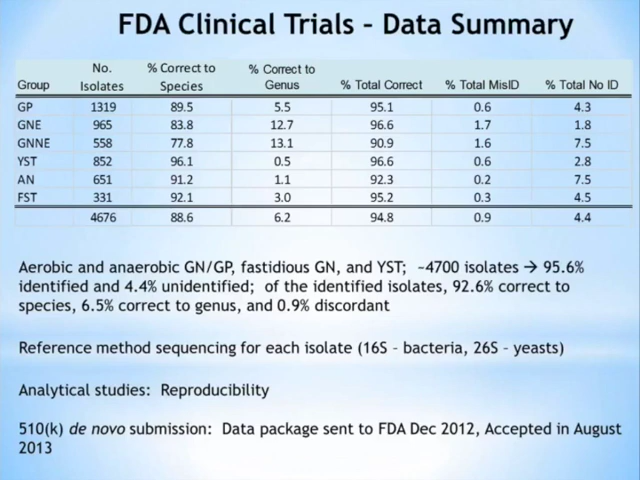 FDA Clinical Trials – Data Summary
Group No. Isolates % Correct to Species % Correct to Genus % Total Correct % Total MisID % Total No ID
GP 1319 89.5 5.5 95.1 0.6 4.3
GNE 965 83.8 12.7 96.6 1.7 1.8
GNNE 558 77.8 13.1 90.9 1.6 7.5
YST 852 96.1 0.5 96.6 0.6 2.8
AN 651 91.2 1.1 92.3 0.2 7.5
FST 331 92.1 3.0 95.2 0.3 4.5
4676 88.6 6.2 94.8 0.9 4.4
Aerobic and anaerobic GN/GP, fastidious GN, and YST; ~4700 isolates → 95.6%
identified and 4.4% unidentified; of the identified isolates, 92.6% correct to
species, 6.5% correct to genus, and 0.9% discordant
Reference method sequencing for each isolate (16S – bacteria, 26S – yeasts)
Analytical studies: Reproducibility
510(k) de novo submission: Data package sent to FDA Dec 2012, Accepted in August
2013